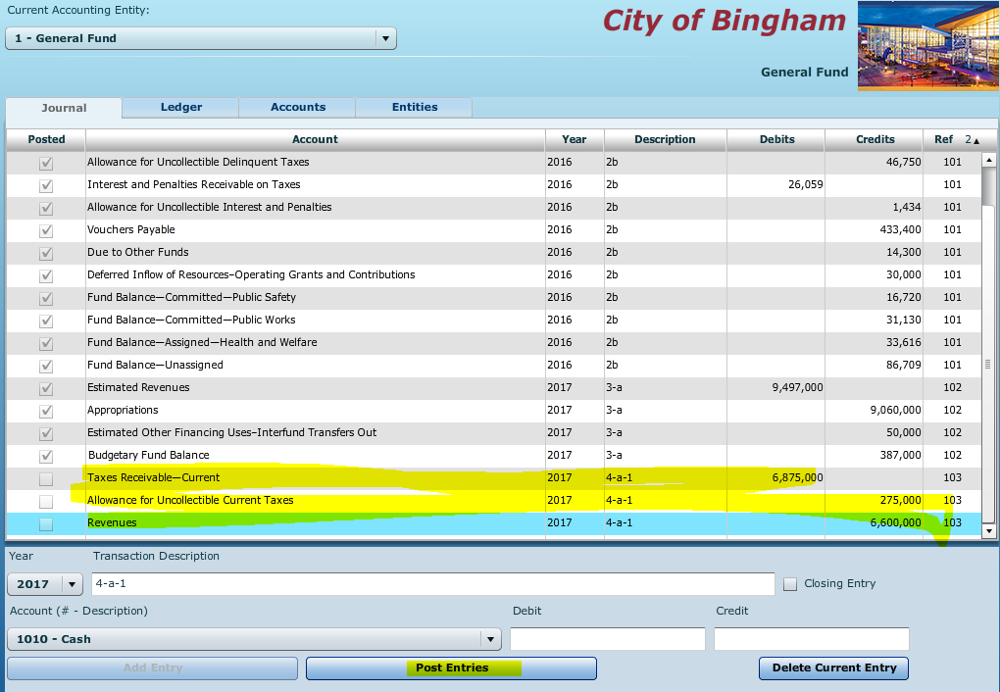 Current Accounting Entity:
1 - General Fund
City of Bingham
General Fund
Journal Ledger Accounts Entities
Posted Account Year Description Debits Credits Ref 2▲
Allowance for Uncollectible Delinquent Taxes 2016 2b 46,750 101
Interest and Penalties Receivable on Taxes 2016 2b 26,059 101
Allowance for Uncollectible Interest and Penalties 2016 2b 1,434 101
Vouchers Payable 2016 2b 433,400 101
Due to Other Funds 2016 2b 14,300 101
Deferred Inflow of Resources–Operating Grants and Contributions 2016 2b 30,000 101
Fund Balance—Committed—Public Safety 2016 2b 16,720 101
Fund Balance—Committed—Public Works 2016 2b 31,130 101
Fund Balance—Assigned—Health and Welfare 2016 2b 33,616 101
Fund Balance—Unassigned 2016 2b 86,709 101
Estimated Revenues 2017 3-a 9,497,000 102
Appropriations 2017 3-a 9,060,000 102
Estimated Other Financing Uses–Interfund Transfers Out 2017 3-a 50,000 102
Budgetary Fund Balance 2017 3-a 387,000 102
Taxes Receivable—Current 2017 4-a-1 6,875,000 103
Allowance for Uncollectible Current Taxes 2017 4-a-1 275,000 103
Revenues 2017 4-a-1 6,600,000 103
Year Transaction Description
2017 4-a-1 Closing Entry
Account (# - Description) Debit Credit
1010 - Cash
Add Entry Post Entries Delete Current Entry